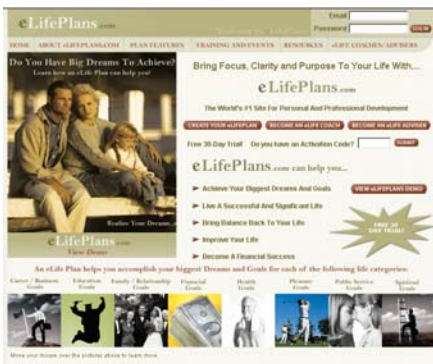 eLifePlans.com
Email
Password
LOG IN
HOME ABOUT eLIFEPLANS.COM PLAN FEATURES TRAINING AND EVENTS RESOURCES eLIFE COACHES/ADVISERS
Do You Have Big Dreams To Achieve?
Learn how an eLife Plan can help you!
Realize Your Dreams...
eLifePlans.com
View Demo
Bring Focus, Clarity and Purpose To Your Life With....
eLifePlans.com
The World's #1 Site For Personal And Professional Development
CREATE YOUR eLIFEPLAN BECOME AN eLIFE COACH BECOME AN eLIFE ADVISER
Free 30-Day Trial! Do you have an Activation Code? SUBMIT
eLifePlans.com can help you...
Achieve Your Biggest Dreams And Goals
VIEW eLIFEPLANS DEMO
Live A Successful And Significant Life
Bring Balance Back To Your Life
Improve Your Life
Become A Financial Success
FREE 30
DAY TRIAL!
An eLife Plan helps you accomplish your biggest Dreams and Goals for each of the following life categories:
Career / Business Goals
Education Goals
Family / Relationship Goals
Financial Goals
Health Goals
Pleasure Goals
Public Service Goals
Spiritual Goals
Move your mouse over the pictures above to learn more.